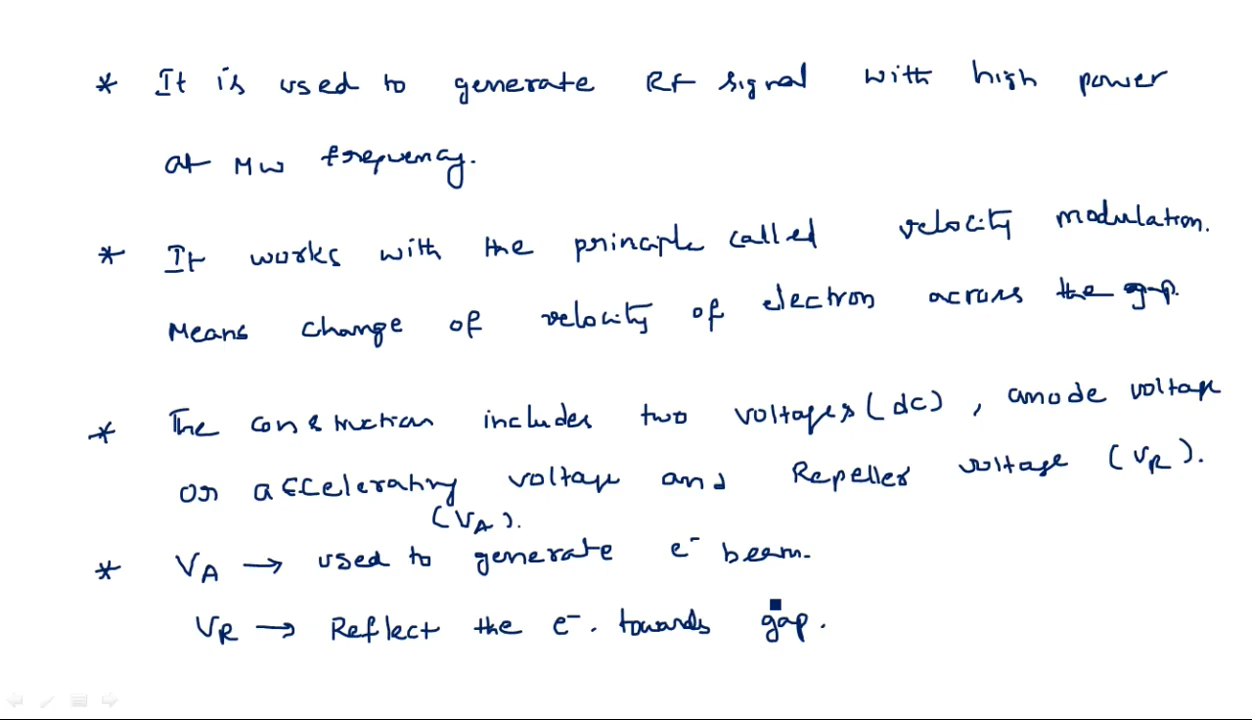 * It is used to generate RF signal with high power
at MW frequency.
* It works with the principle called velocity modulation.
Means change of velocity of electron across the gap.
* The construction includes two voltages (dc), anode voltage
or accelerating voltage and Repeller voltage (VR).
(VA).
* VA → used to generate e⁻ beam.
VR → Reflect the e⁻. towards gap.